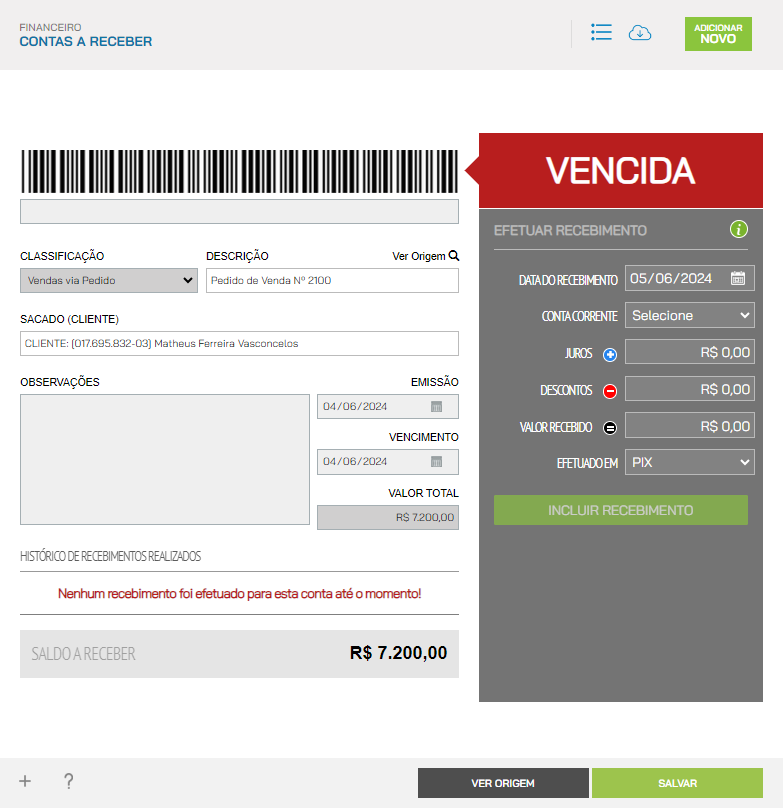 FINANCEIRO
CONTAS A RECEBER
ADICIONAR
NOVO
VENCIDA
CLASSIFICAÇÃO
DESCRIÇÃO
Ver Origem
Vendas via Pedido
Pedido de Venda Nº 2100
SACADO (CLIENTE)
CLIENTE: (017.695.832-03) Matheus Ferreira Vasconcelos
OBSERVAÇÕES
EMISSÃO
04/06/2024
VENCIMENTO
04/06/2024
VALOR TOTAL
R$ 7.200,00
HISTÓRICO DE RECEBIMENTOS REALIZADOS
Nenhum recebimento foi efetuado para esta conta até o momento!
SALDO A RECEBER
R$ 7.200,00
EFETUAR RECEBIMENTO
i
DATA DO RECEBIMENTO
05/06/2024
CONTA CORRENTE
Selecione
JUROS
R$ 0,00
DESCONTOS
R$ 0,00
VALOR RECEBIDO
R$ 0,00
EFETUADO EM
PIX
INCLUIR RECEBIMENTO
+ ?
VER ORIGEM
SALVAR